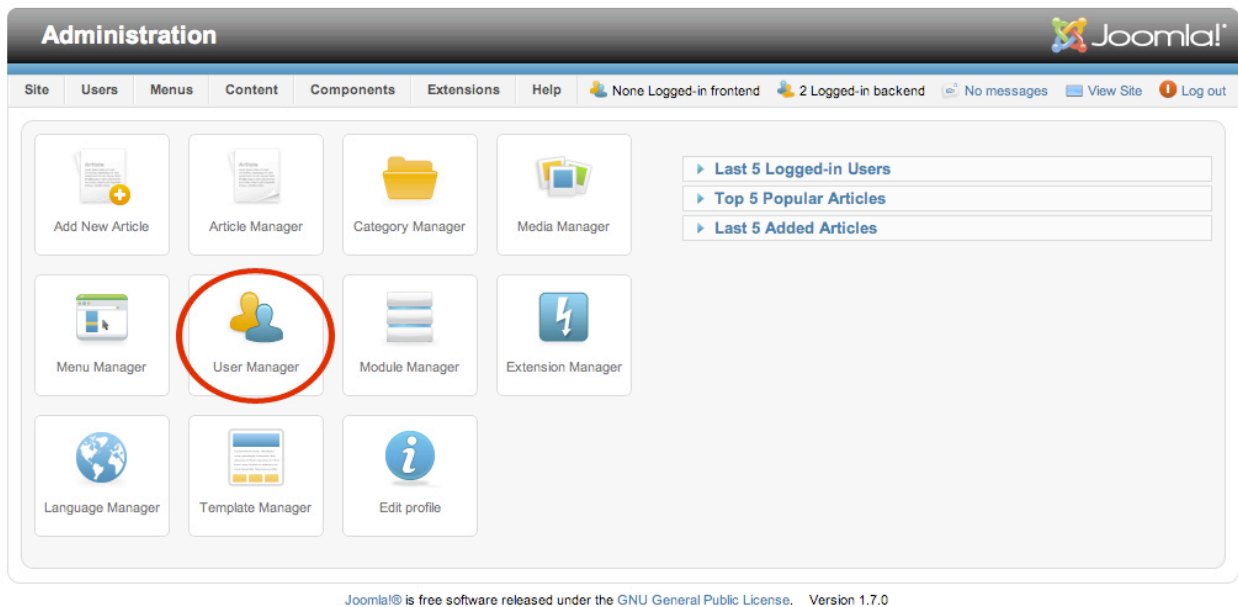 Administration
Joomla!
Site Users Menus Content Components Extensions Help None Logged-in frontend 2 Logged-in backend No messages View Site Log out
Article
Article
Last 5 Logged-in Users
Top 5 Popular Articles
Last 5 Added Articles
Add New Article Article Manager Category Manager Media Manager
Menu Manager User Manager Module Manager Extension Manager
Language Manager Template Manager Edit profile
Joomla!® is free software released under the GNU General Public License. Version 1.7.0